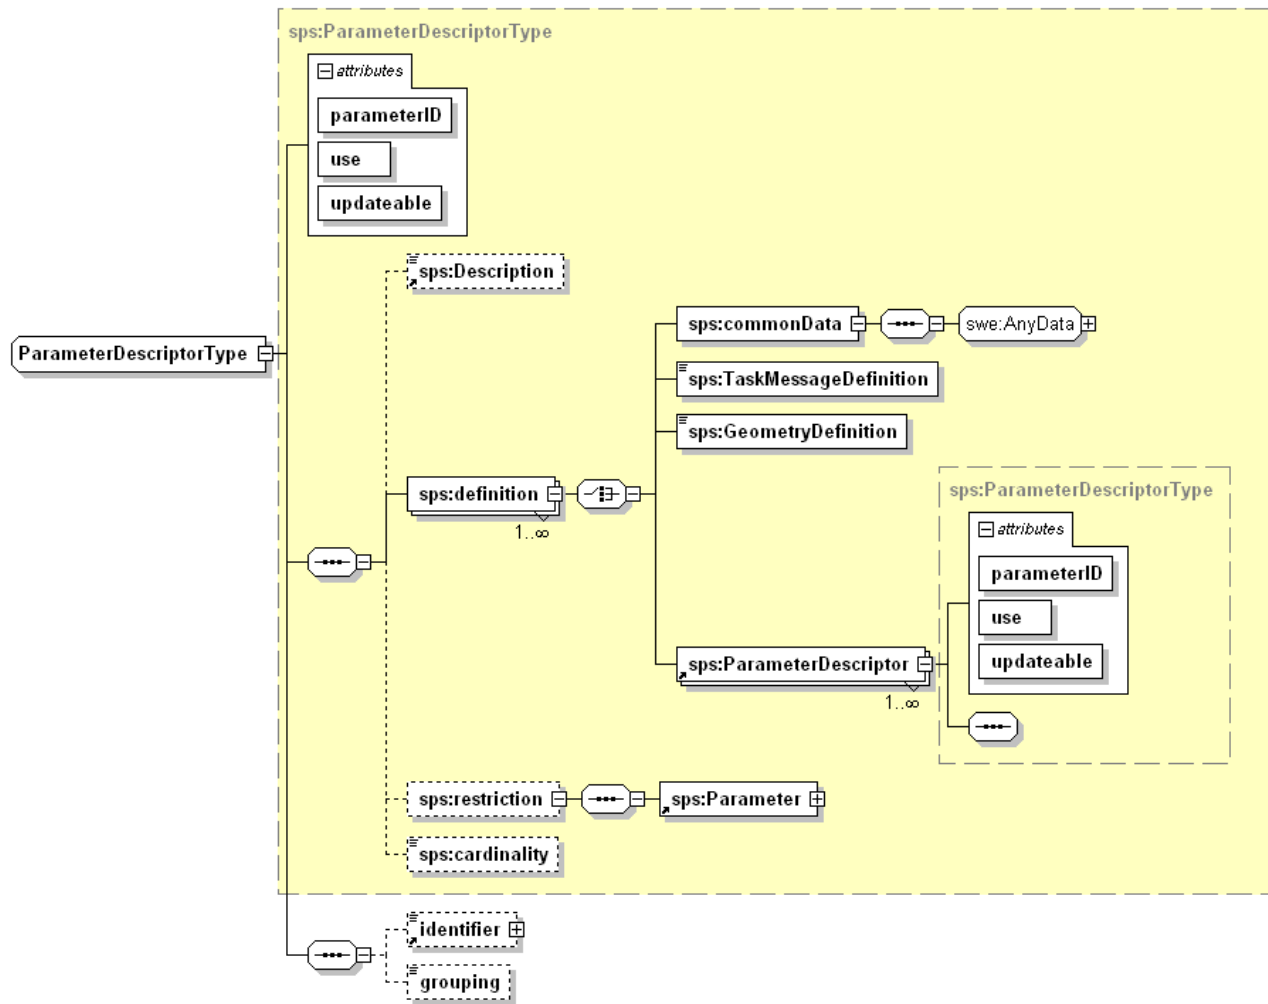 sps:ParameterDescriptorType
attributes
parameterID
use
updateable
sps:Description
sps:commonData
swe:AnyData
ParameterDescriptorType
sps:TaskMessageDefinition
sps:GeometryDefinition
sps:definition
1..∞
sps:ParameterDescriptorType
attributes
parameterID
use
updateable
sps:ParameterDescriptor
1..∞
sps:restriction
sps:Parameter
sps:cardinality
identifier
grouping